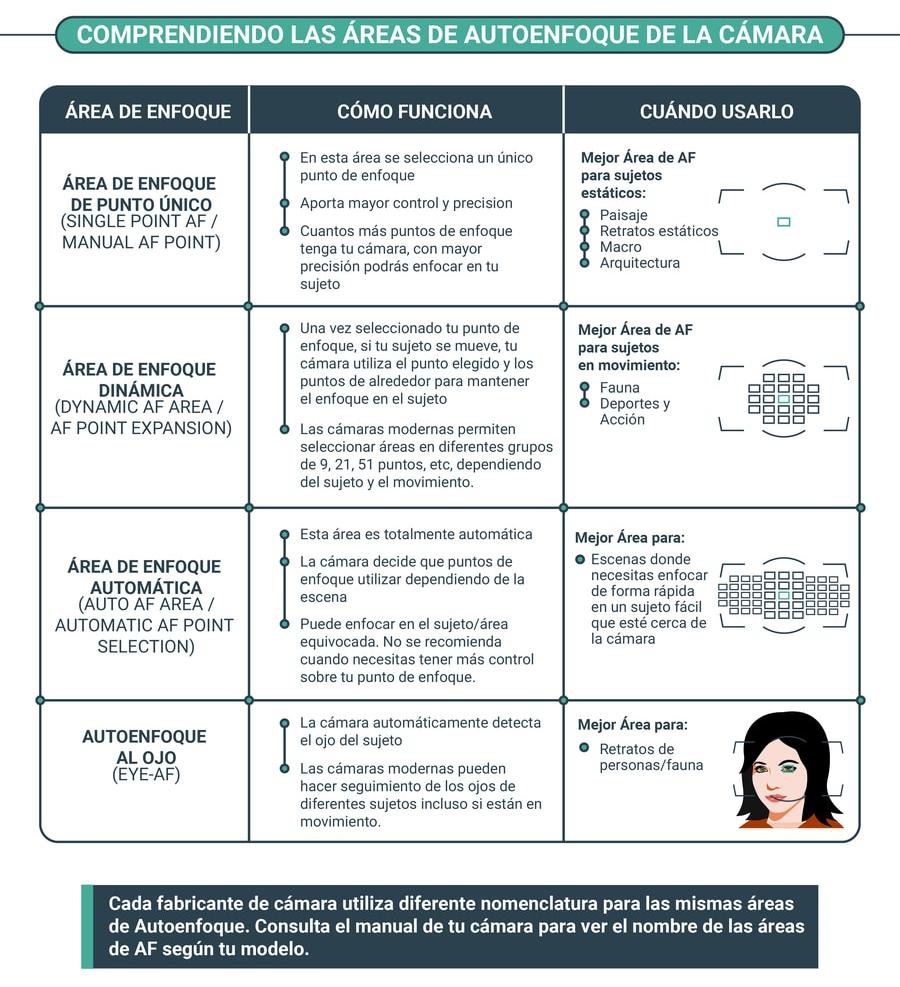 COMPRENDIENDO LAS ÁREAS DE AUTOENFOQUE DE LA CÁMARA
ÁREA DE ENFOQUE
CÓMO FUNCIONA
CUÁNDO USARLO
ÁREA DE ENFOQUE
DE PUNTO ÚNICO
(SINGLE POINT AF /
MANUAL AF POINT)
En esta área se selecciona un único
punto de enfoque
Aporta mayor control y precision
Cuantos más puntos de enfoque
tenga tu cámara, con mayor
precisión podrás enfocar en tu
sujeto
Mejor Área de AF
para sujetos
estáticos:
Paisaje
Retratos estáticos
Macro
Arquitectura
ÁREA DE ENFOQUE
DINÁMICA
(DYNAMIC AF AREA /
AF POINT EXPANSION)
Una vez seleccionado tu punto de
enfoque, si tu sujeto se mueve, tu
cámara utiliza el punto elegido y los
puntos de alrededor para mantener
el enfoque en el sujeto
Las cámaras modernas permiten
seleccionar áreas en diferentes grupos
de 9, 21, 51 puntos, etc, dependiendo
del sujeto y el movimiento.
Mejor Área de AF
para sujetos
en movimiento:
Fauna
Deportes y
Acción
ÁREA DE ENFOQUE
AUTOMÁTICA
(AUTO AF AREA /
AUTOMATIC AF POINT
SELECTION)
Esta área es totalmente automática
La cámara decide que puntos de
enfoque utilizar dependiendo de la
escena
Puede enfocar en el sujeto/área
equivocada. No se recomienda
cuando necesitas tener más control
sobre tu punto de enfoque.
Mejor Área para:
Escenas donde
necesitas enfocar
de forma rápida
en un sujeto fácil
que esté cerca de
la cámara
AUTOENFOQUE
AL OJO
(EYE-AF)
La cámara automáticamente detecta
el ojo del sujeto
Las cámaras modernas pueden
hacer seguimiento de los ojos de
diferentes sujetos incluso si están en
movimiento.
Mejor Área para:
Retratos de
personas/fauna
Cada fabricante de cámara utiliza diferente nomenclatura para las mismas áreas
de Autoenfoque. Consulta el manual de tu cámara para ver el nombre de las áreas
de AF según tu modelo.